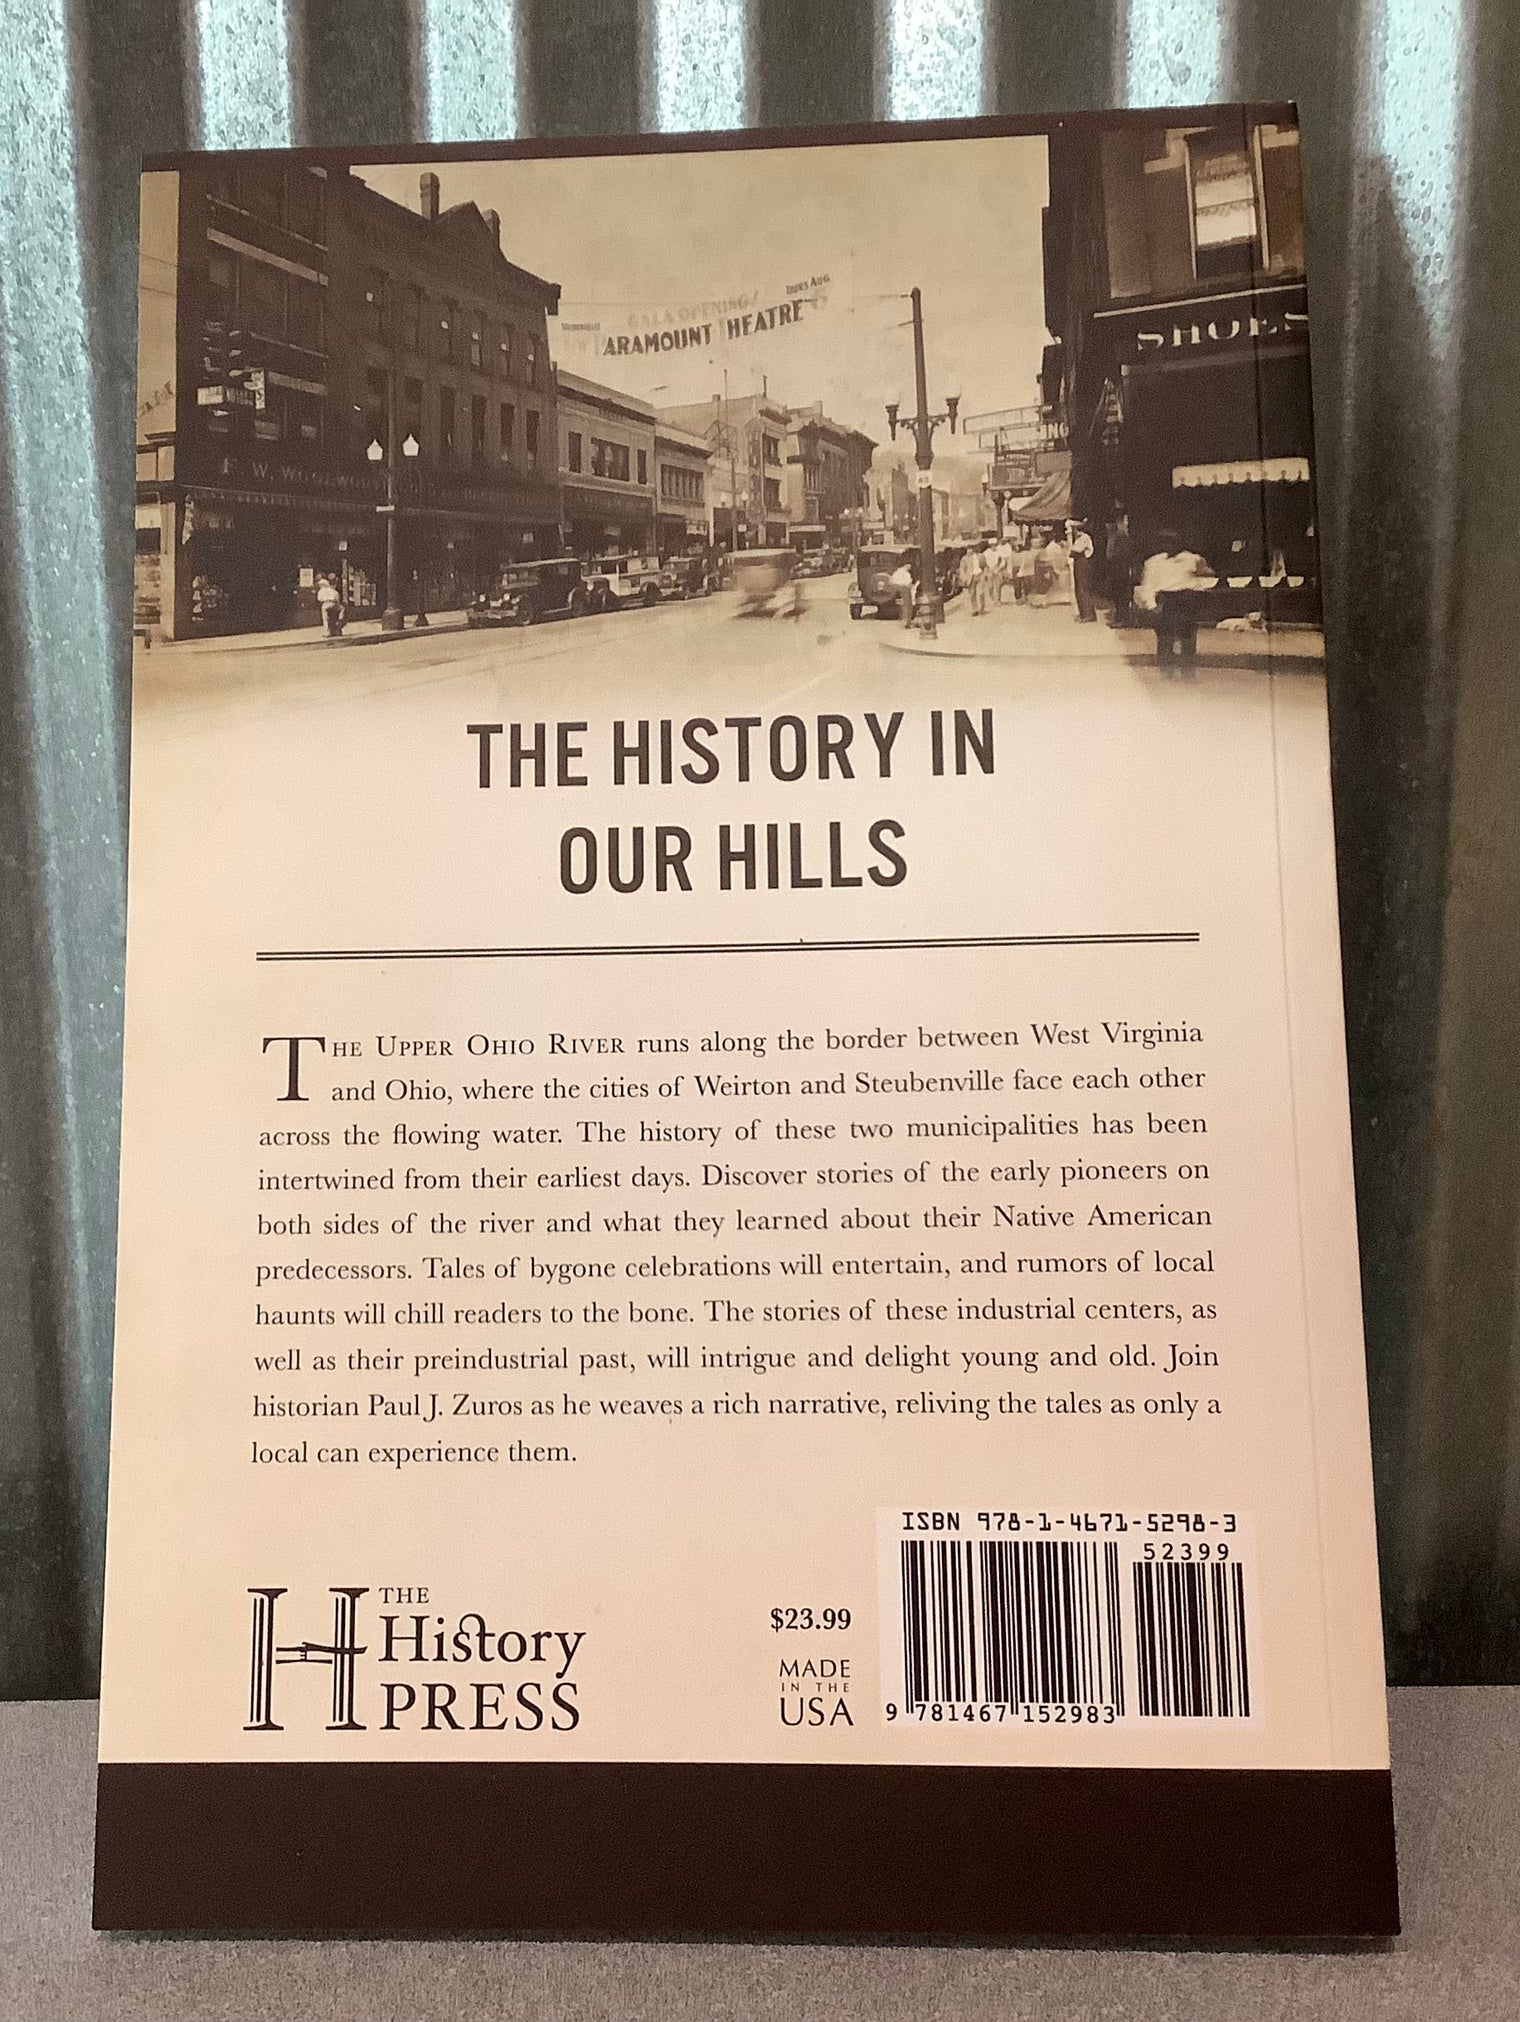 GALA OPENING!
THURS AUG
PARAMOUNT THEATRE
SHOES
F. W. WOOLWORTH
THE HISTORY IN
OUR HILLS
THE UPPER OHIO RIVER runs along the border between West Virginia
and Ohio, where the cities of Weirton and Steubenville face each other
across the flowing water. The history of these two municipalities has been
intertwined from their earliest days. Discover stories of the early pioneers on
both sides of the river and what they learned about their Native American
predecessors. Tales of bygone celebrations will entertain, and rumors of local
haunts will chill readers to the bone. The stories of these industrial centers, as
well as their preindustrial past, will intrigue and delight young and old. Join
historian Paul J. Zuros as he weaves a rich narrative, reliving the tales as only a
local can experience them.
ISBN 978-1-4671-5298-3
52399
9 781467 152983
$23.99
MADE
IN THE
USA
THE
History
PRESS